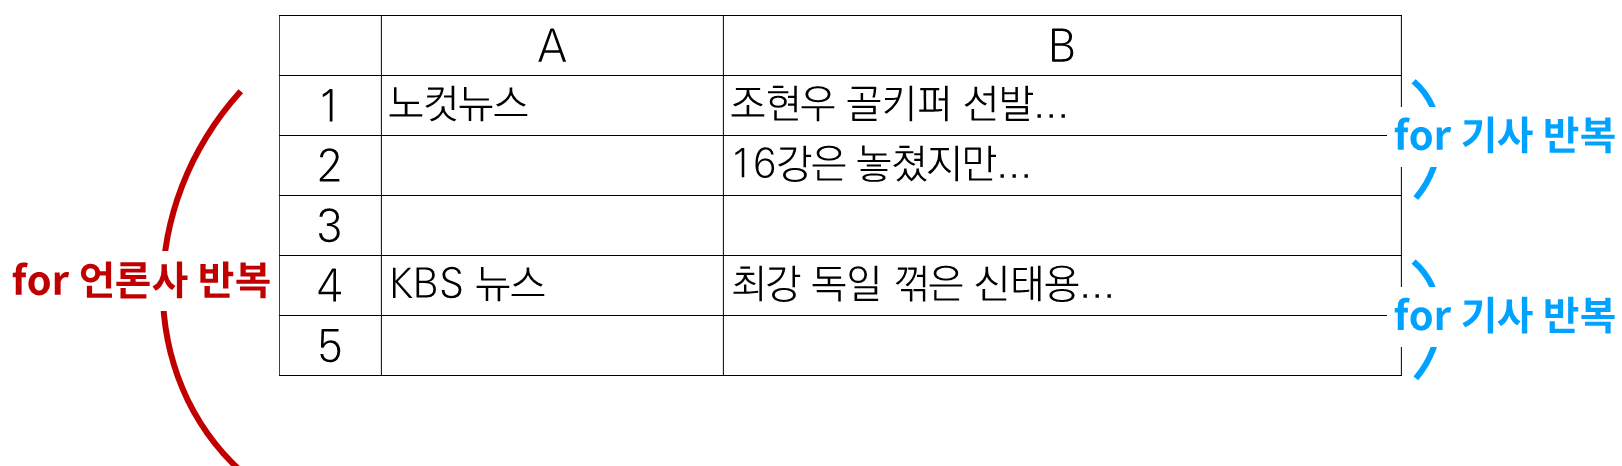 A B
1 노컷뉴스 조현우 골키퍼 선발...
for 기사 반복
2 16강은 놓쳤지만...
3
for 언론사 반복
4 KBS 뉴스 최강 독일 꺾은 신태용...
for 기사 반복
5